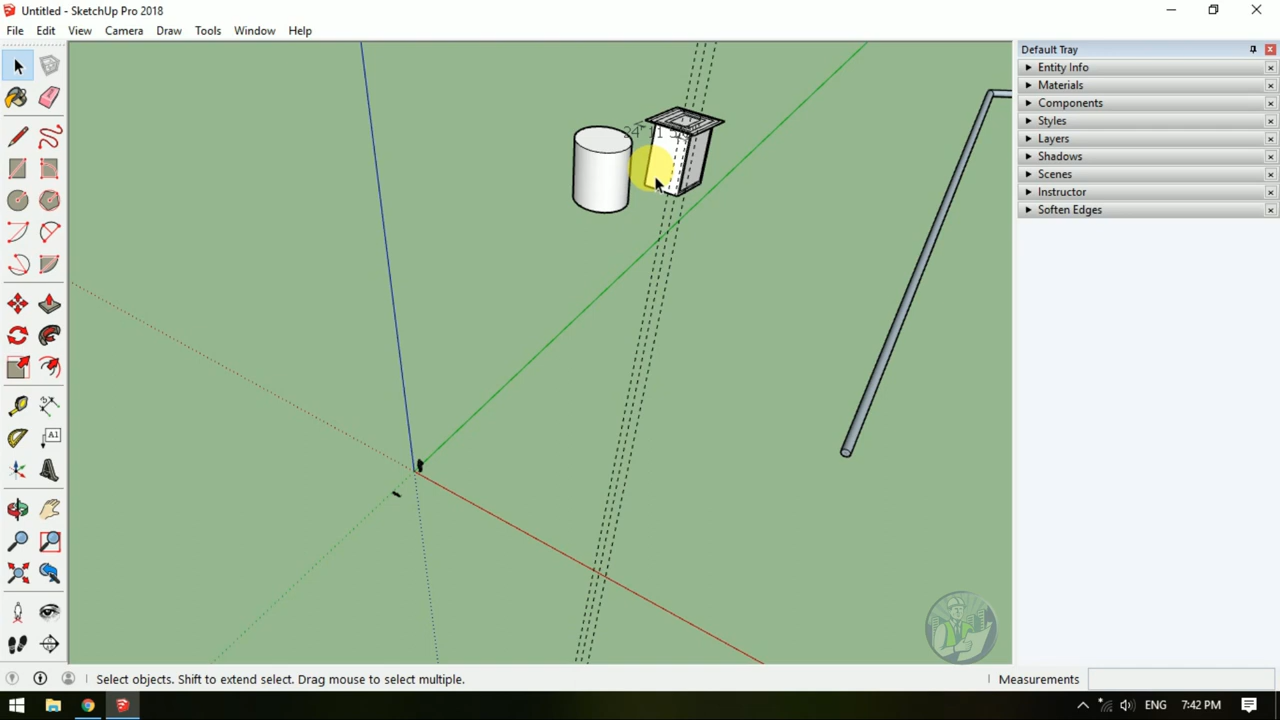 Untitled - SketchUp Pro 2018
File Edit View Camera Draw Tools Window Help
Default Tray
Entity Info
Materials
Components
Styles
Layers
Shadows
Scenes
Instructor
Soften Edges
A1
Select objects. Shift to extend select. Drag mouse to select multiple.
Measurements
ENG 7:42 PM